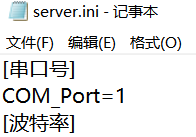 server.ini - 记事本
文件(F) 编辑(E) 格式(O)
[串口号]
COM_Port=1
[波特率]